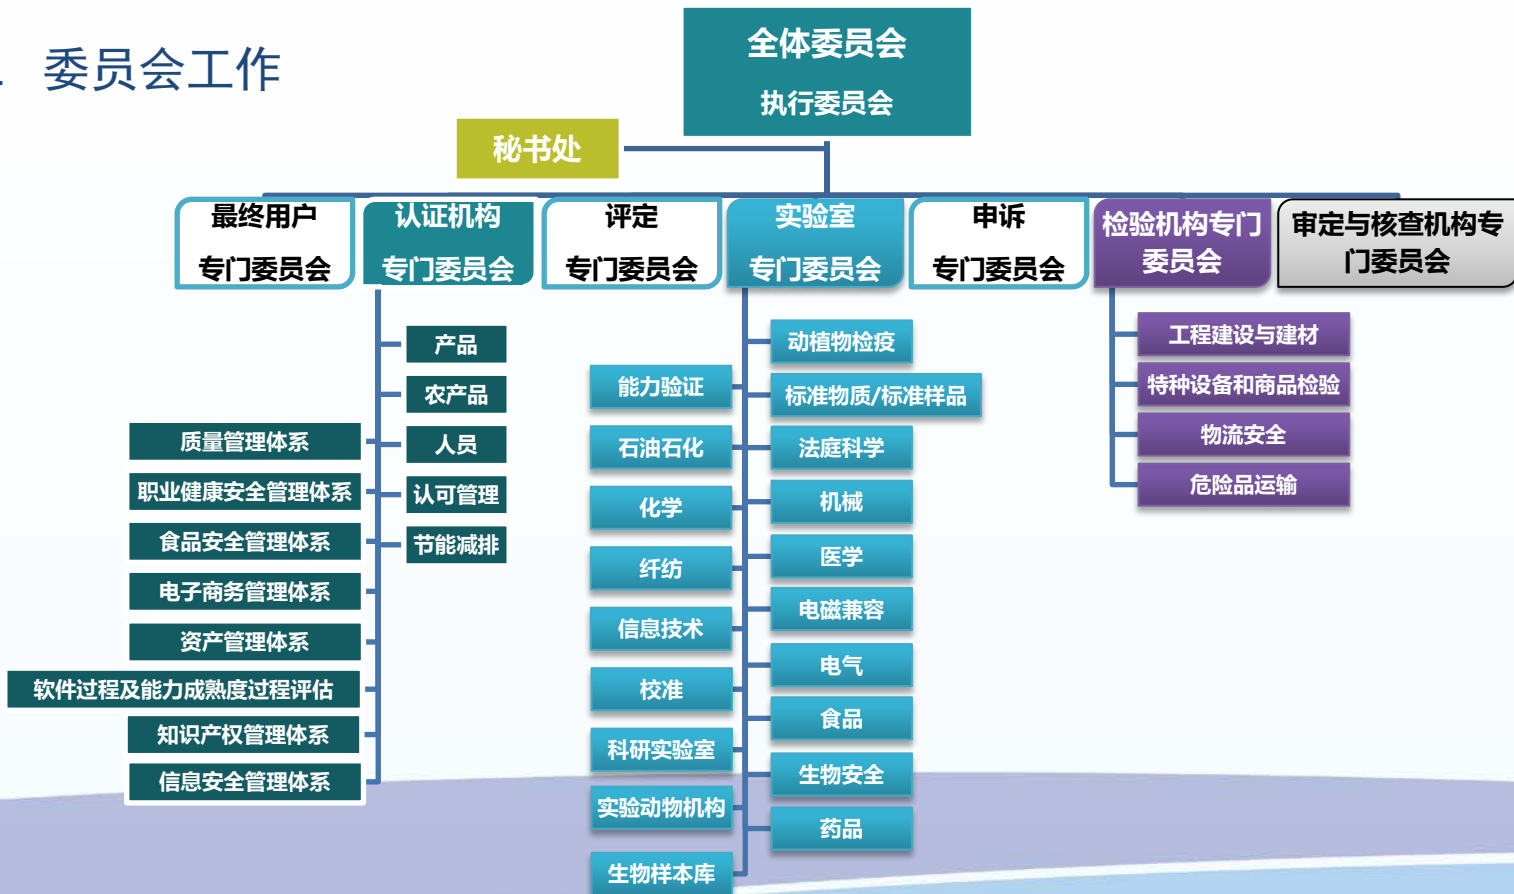 委员会工作
全体委员会
执行委员会
秘书处
最终用户
专门委员会
认证机构
专门委员会
评定
专门委员会
实验室
专门委员会
申诉
专门委员会
检验机构专门
委员会
审定与核查机构专
门委员会
产品
农产品
人员
认可管理
节能减排
质量管理体系
职业健康安全管理体系
食品安全管理体系
电子商务管理体系
资产管理体系
软件过程及能力成熟度过程评估
知识产权管理体系
信息安全管理体系
能力验证
石油石化
化学
纤纺
信息技术
校准
科研实验室
实验动物机构
生物样本库
动植物检疫
标准物质/标准样品
法庭科学
机械
医学
电磁兼容
电气
食品
生物安全
药品
工程建设与建材
特种设备和商品检验
物流安全
危险品运输